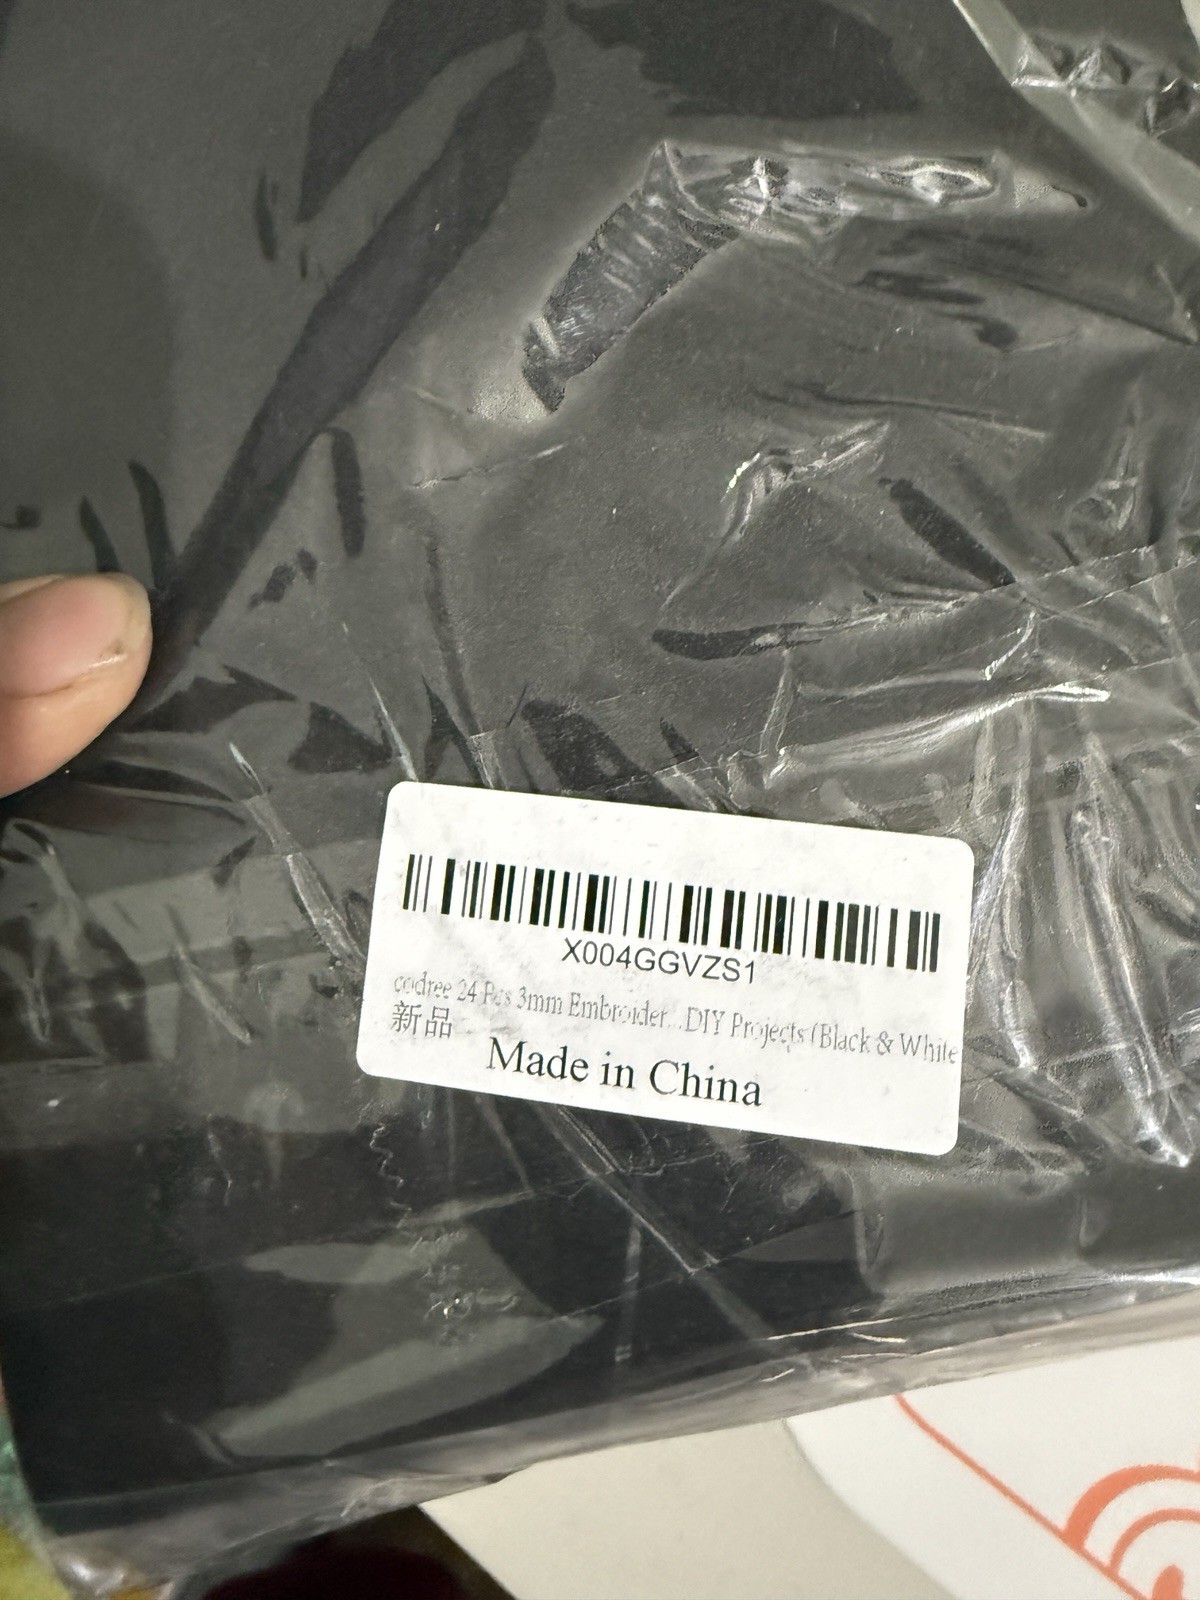 X004GGVZS1
codree 24 Pcs 3mm Embroider...DIY Projects (Black & White
新品
Made in China